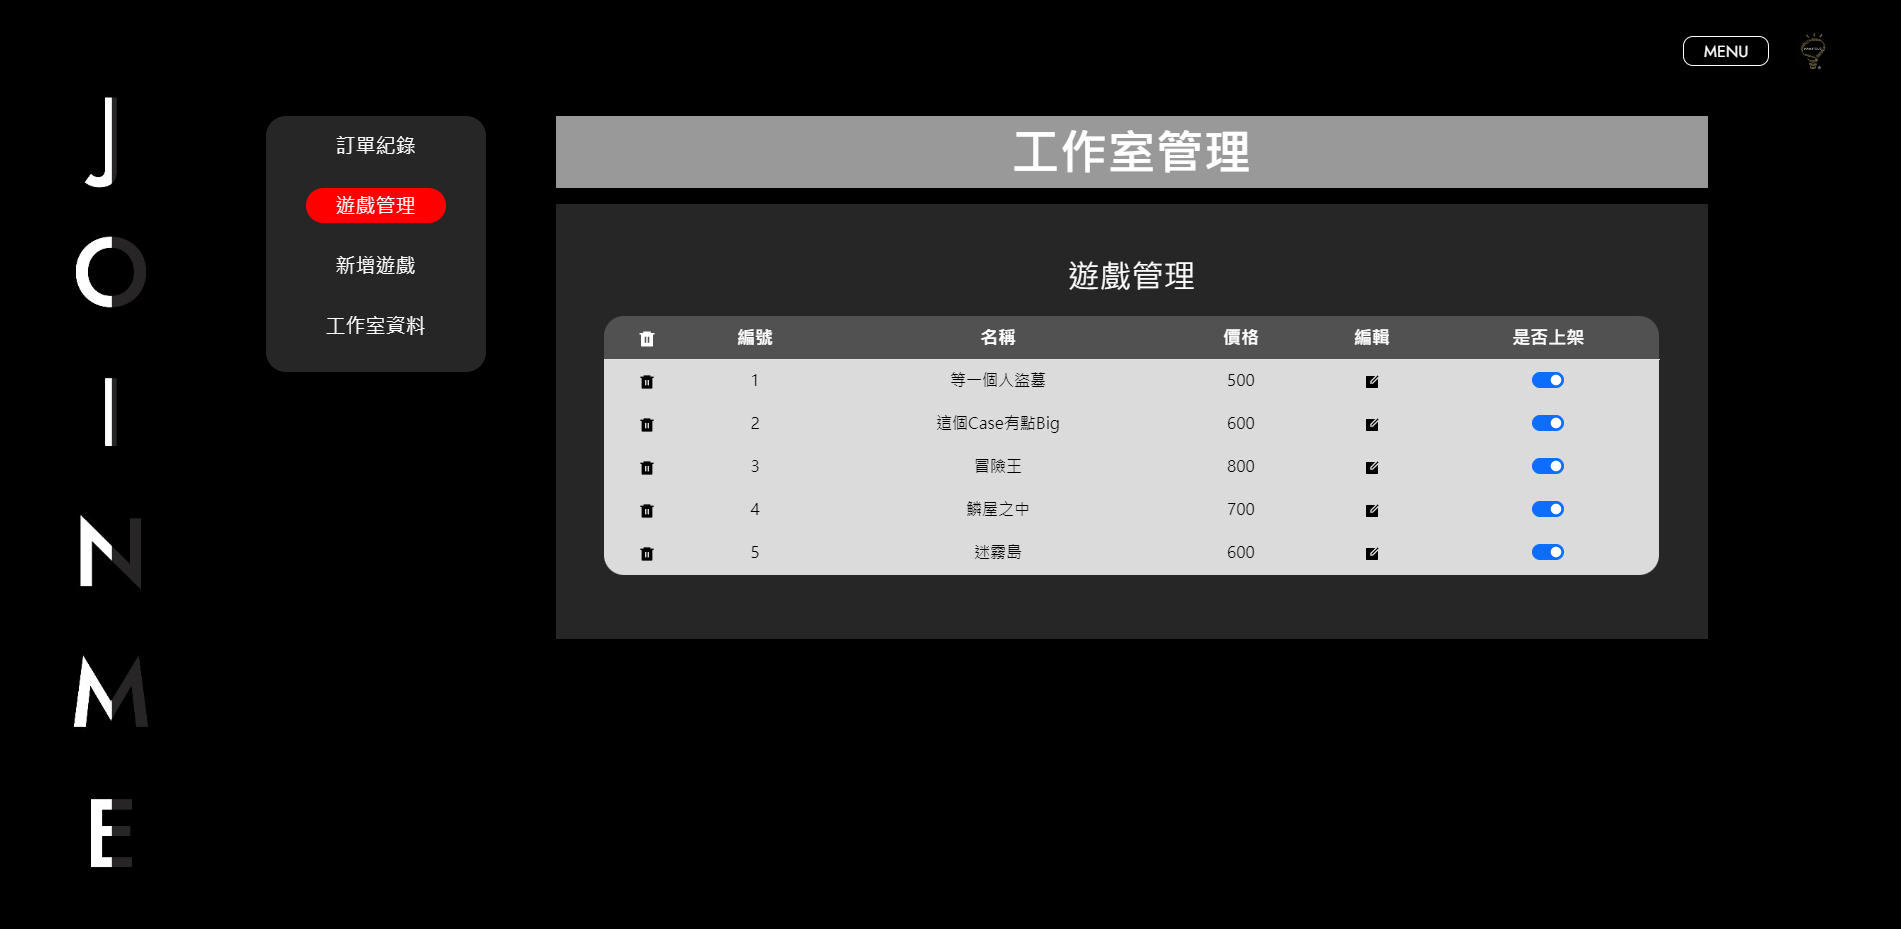 MENU
J
O
I
N
M
E
訂單紀錄
遊戲管理
新增遊戲
工作室資料
工作室管理
遊戲管理
編號 名稱 價格 編輯 是否上架
1 等一個人盜墓 500
2 這個Case有點Big 600
3 冒險王 800
4 鱗屋之中 700
5 迷霧島 600